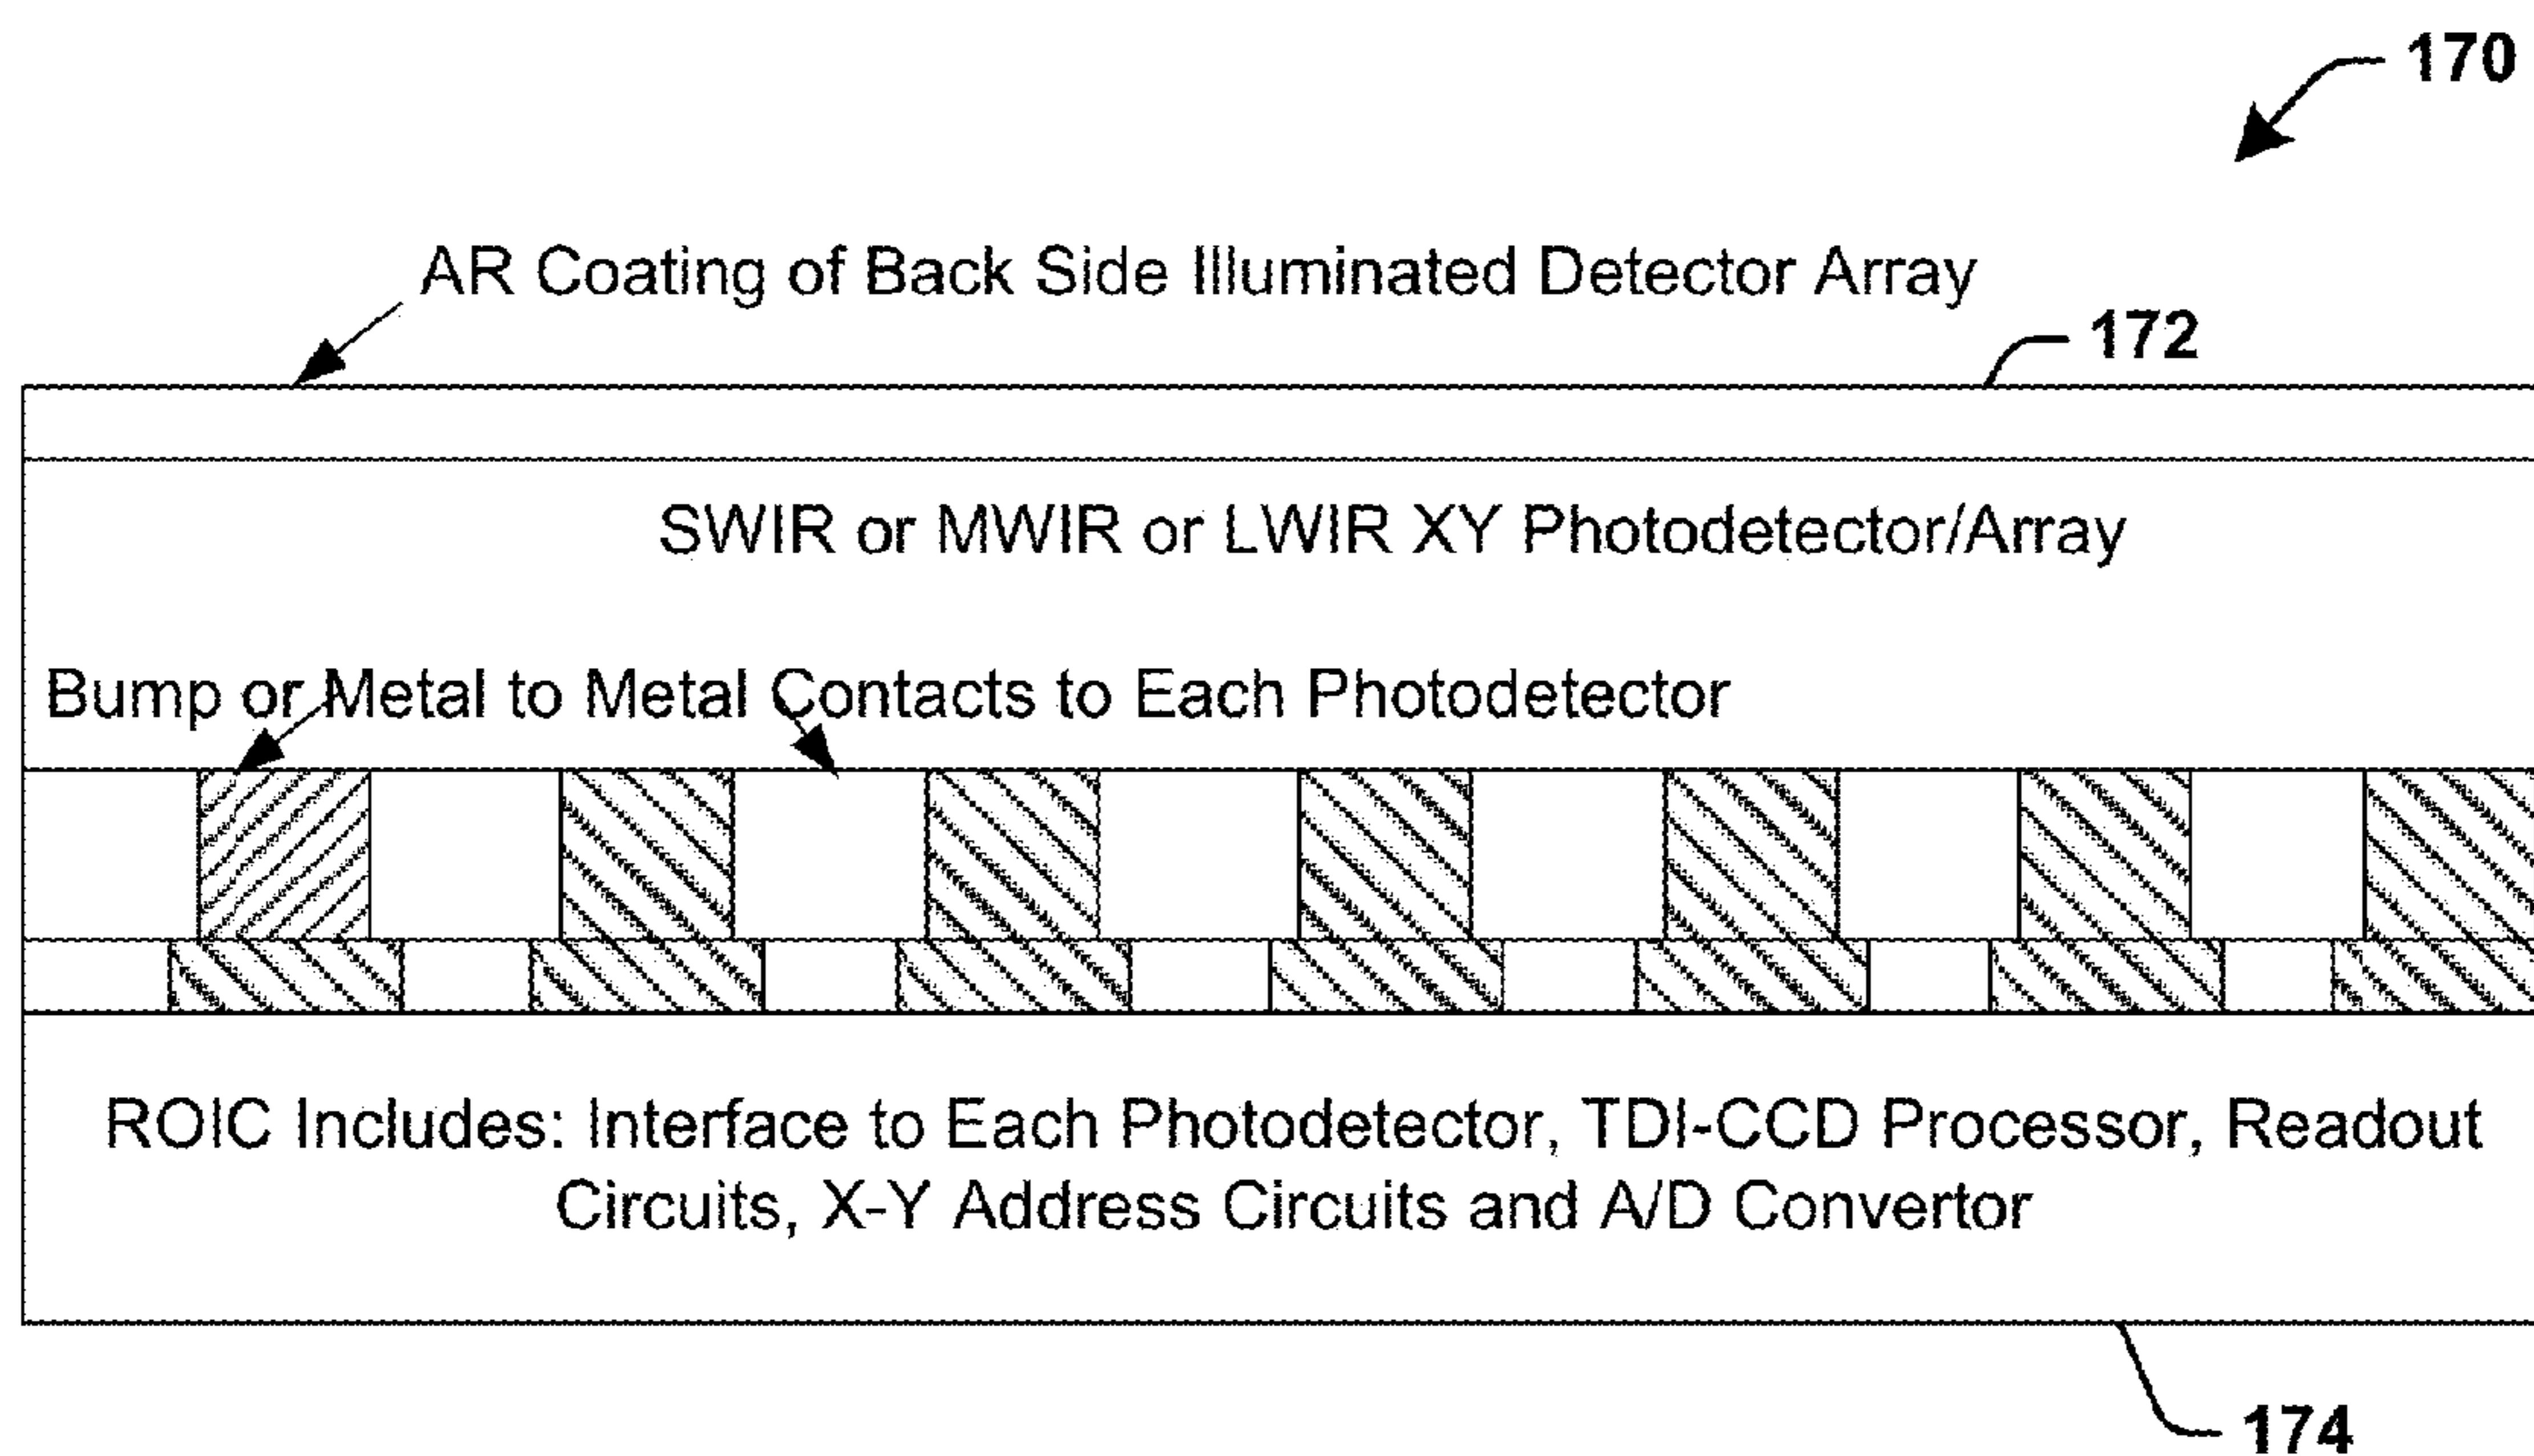 170
AR Coating of Back Side Illuminated Detector Array
172
SWIR or MWIR or LWIR XY Photodetector/Array
Bump or Metal to Metal Contacts to Each Photodetector
ROIC Includes: Interface to Each Photodetector, TDI-CCD Processor, Readout
Circuits, X-Y Address Circuits and A/D Convertor
174